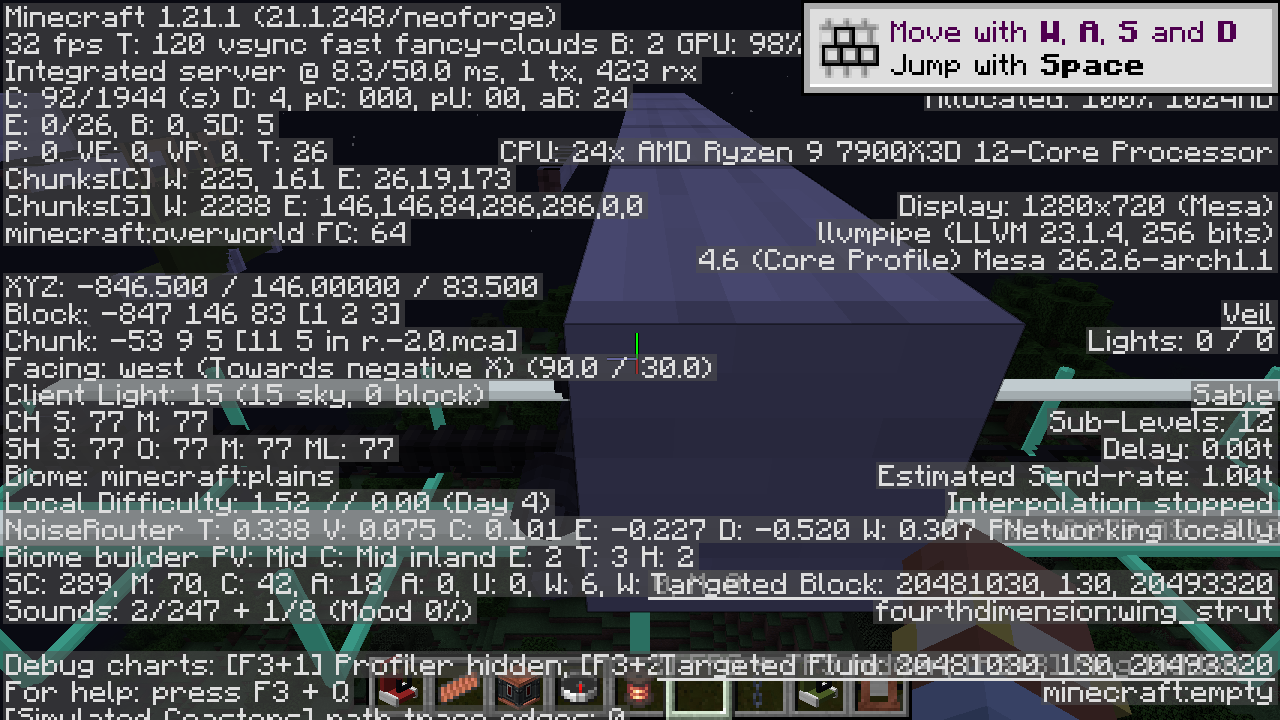 Minecraft 1.21.1 (21.1.248/neoforge)
32 fps T: 120 vsync fast fancy-clouds B: 2 GPU: 98%
Integrated server @ 8.3/50.0 ms, 1 tx, 423 rx
C: 92/1944 (s) D: 4, pC: 000, pU: 00, aB: 24
E: 0/26, B: 0, SD: 5
P: 0. VE: 0. VP: 0. T: 26
Chunks[C] W: 225, 161 E: 26,19,173
Chunks[S] W: 2288 E: 146,146,84,286,286,0,0
minecraft:overworld FC: 64
XYZ: -846.500 / 146.00000 / 83.500
Block: -847 146 83 [1 2 3]
Chunk: -53 9 5 [11 5 in r.-2.0.mca]
Facing: west (Towards negative X) (90.0 / 30.0)
Client Light: 15 (15 sky, 0 block)
CH S: 77 M: 77
SH S: 77 O: 77 M: 77 ML: 77
Biome: minecraft:plains
Local Difficulty: 1.52 // 0.00 (Day 4)
NoiseRouter T: 0.338 V: 0.075 C: 0.101 E: -0.227 D: -0.520 W: 0.307
Biome builder PV: Mid C: Mid inland E: 2 T: 3 H: 2
SC: 289, M: 70, C: 42, A: 18, A: 0, U: 0, W: 6, W:
Sounds: 2/247 + 1/8 (Mood 0%)
Debug charts: [F3+1] Profiler hidden: [F3+2]
For help: press F3 + Q
[Simulated Coasters] path trace edges: 0
Move with W, A, S and D
Jump with Space
Allocated: 100% 1024MB
CPU: 24x AMD Ryzen 9 7900X3D 12-Core Processor
Display: 1280x720 (Mesa)
llvmpipe (LLVM 23.1.4, 256 bits)
4.6 (Core Profile) Mesa 26.2.6-arch1.1
Veil
Lights: 0 / 0
Sable
Sub-Levels: 12
Delay: 0.00t
Estimated Send-rate: 1.00t
Interpolation stopped
Networking locally
Targeted Block: 20481030, 130, 20493320
fourthdimension:wing_strut
Targeted Fluid: 20481030, 130, 20493320
minecraft:empty